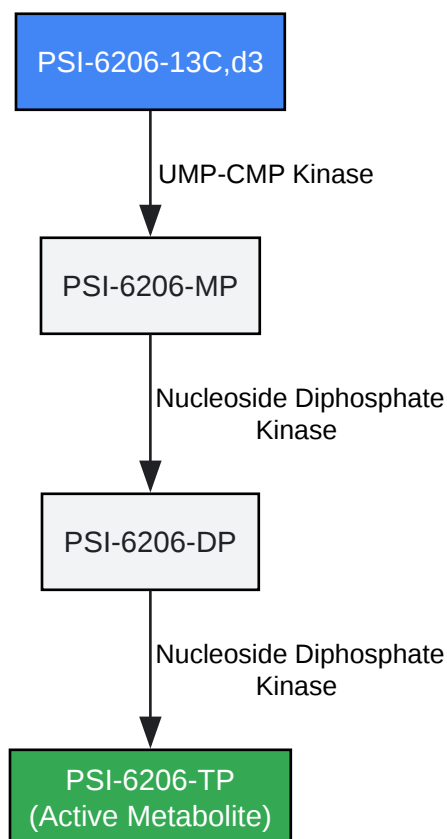 PSI-6206-13C,d3
UMP-CMP Kinase
PSI-6206-MP
Nucleoside Diphosphate
Kinase
PSI-6206-DP
Nucleoside Diphosphate
Kinase
PSI-6206-TP
(Active Metabolite)